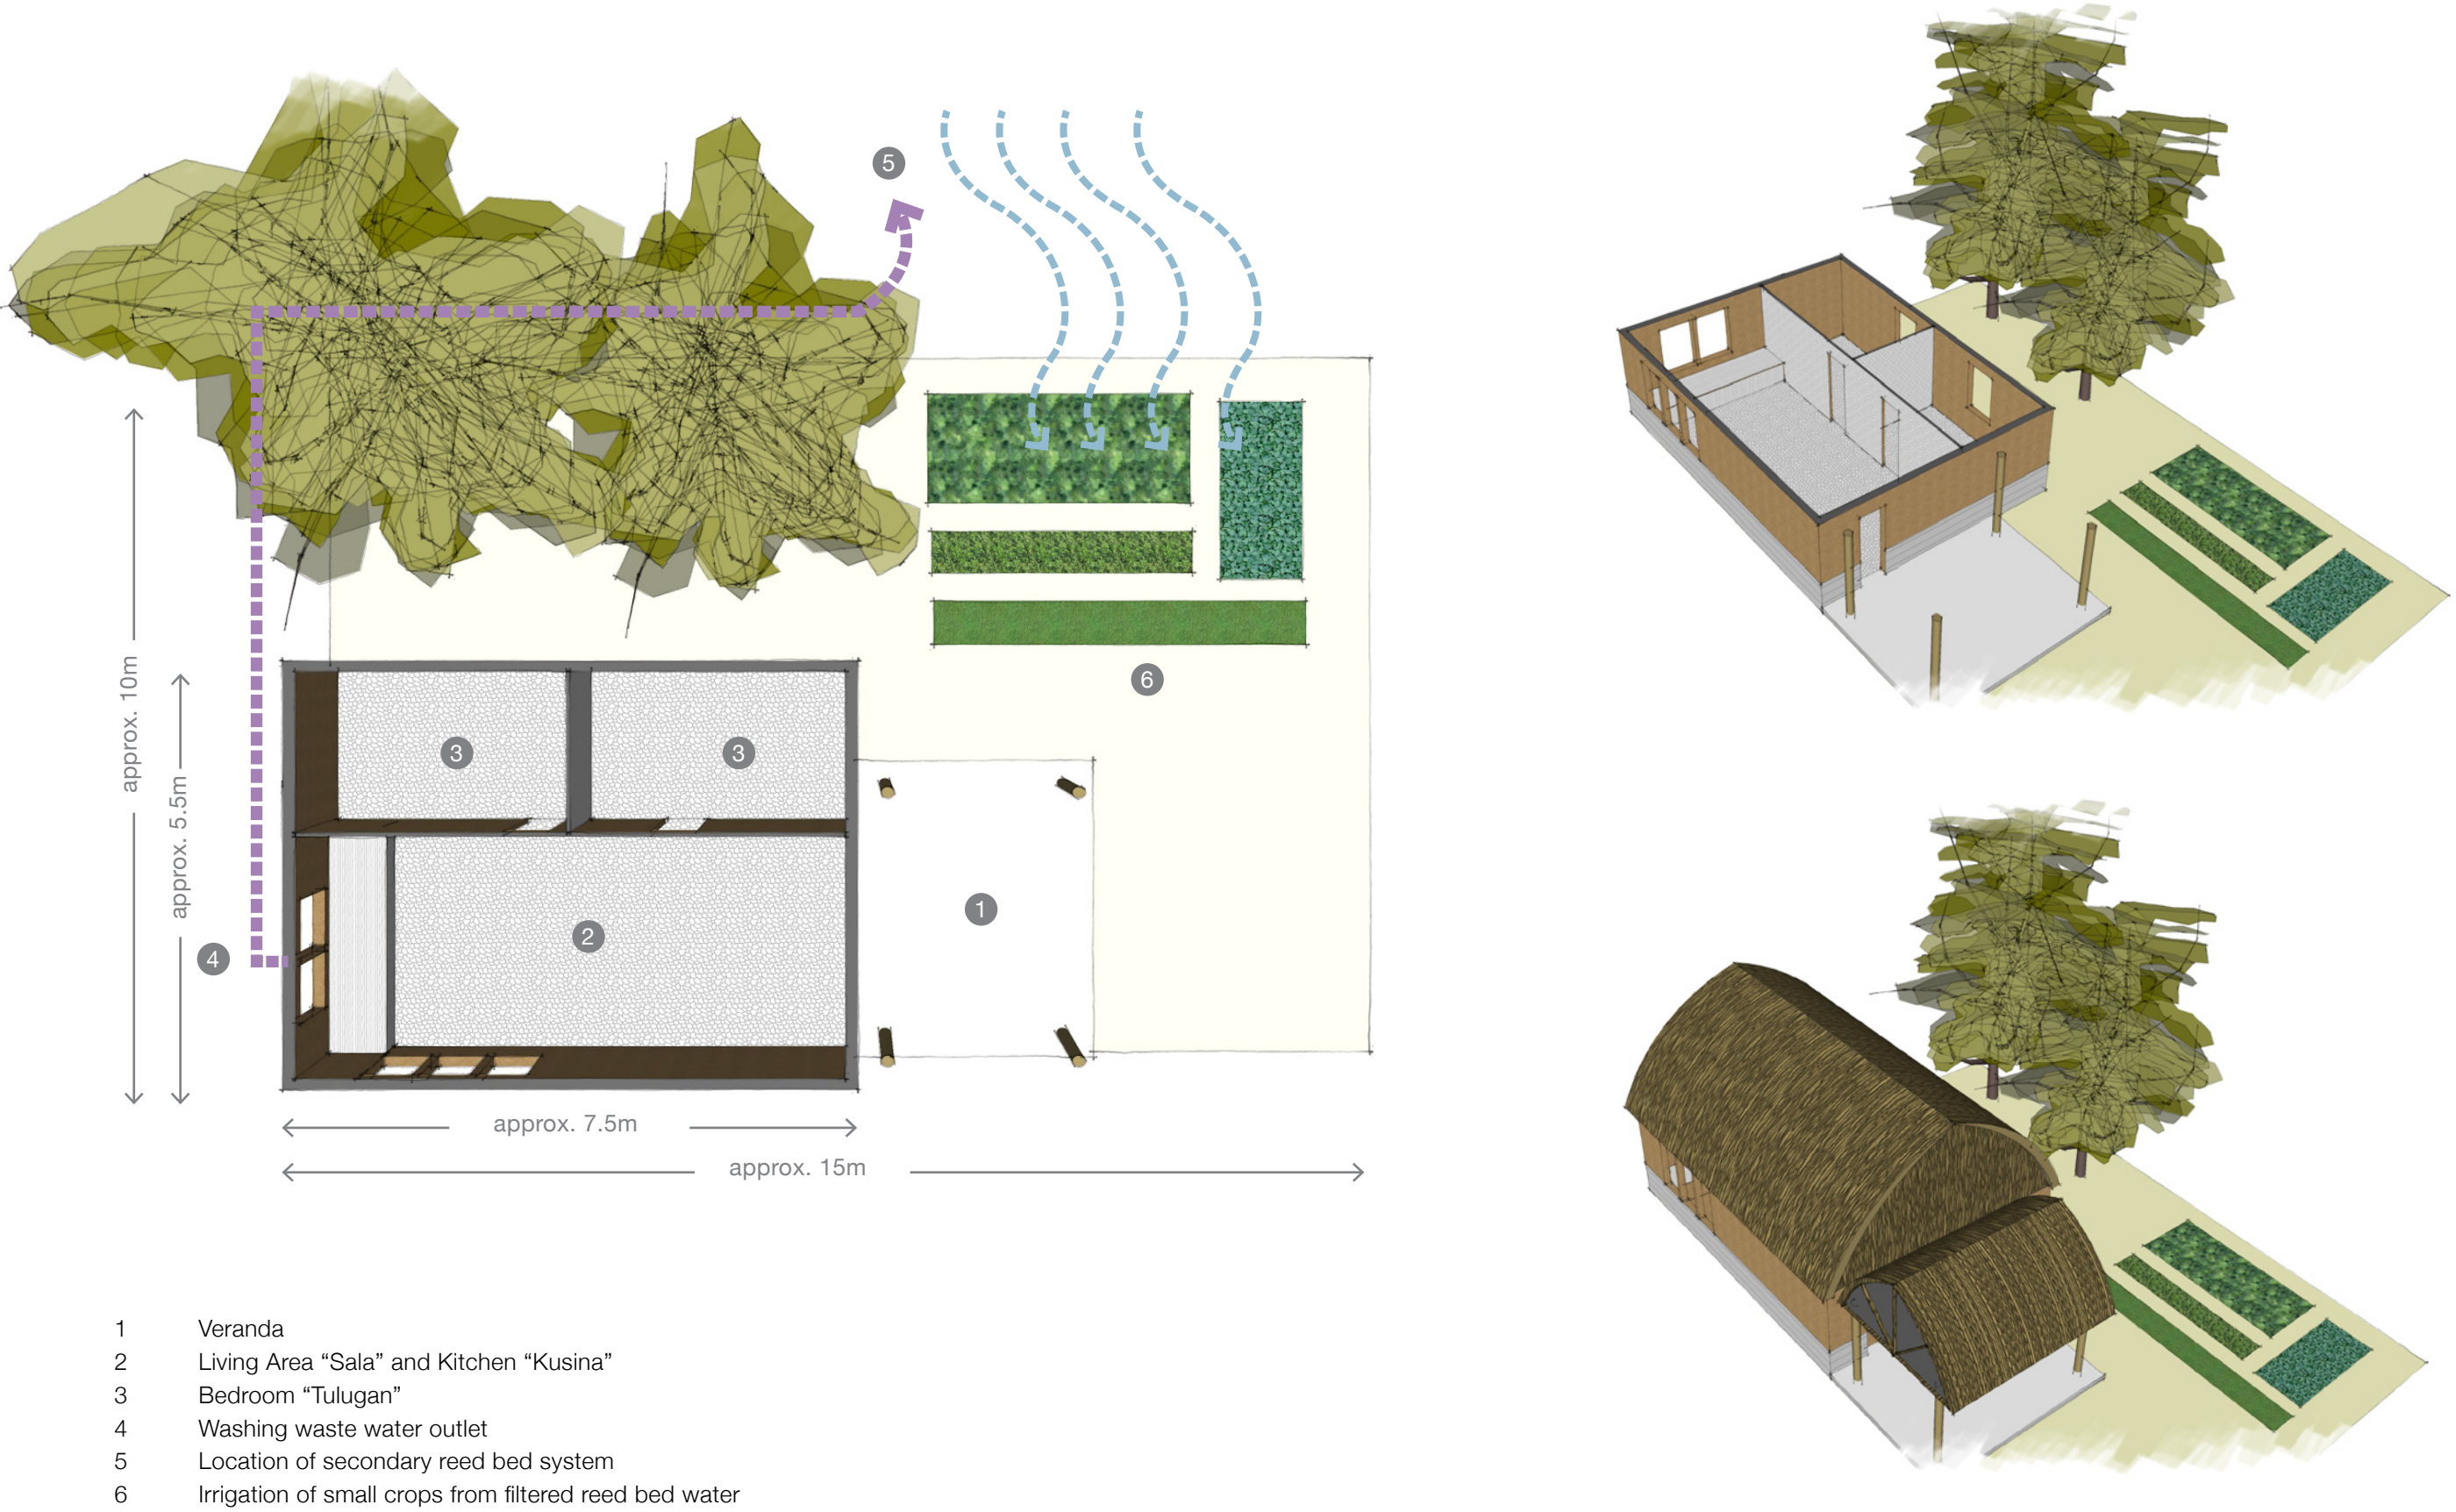 5
approx. 10m
approx. 5.5m
6
3
3
1
2
4
approx. 7.5m
approx. 15m
1 Veranda
2 Living Area “Sala” and Kitchen “Kusina”
3 Bedroom “Tulugan”
4 Washing waste water outlet
5 Location of secondary reed bed system
6 Irrigation of small crops from filtered reed bed water